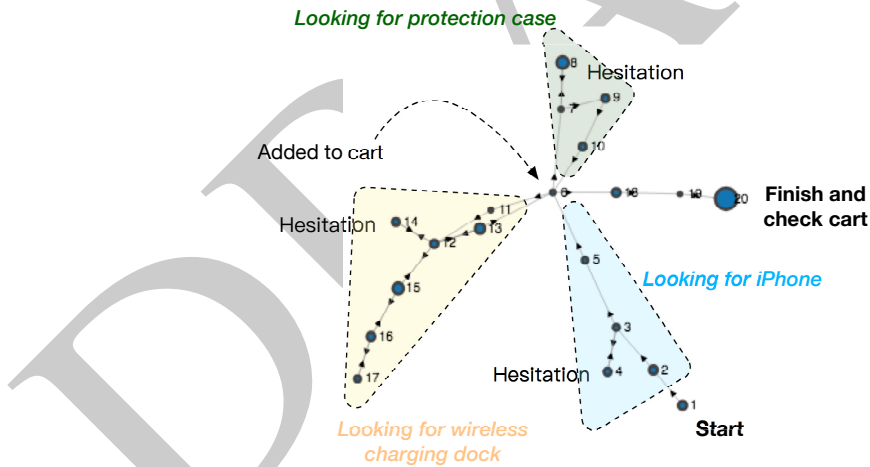 Looking for protection case
8
Hesitation
9
7
10
Added to cart
6
18
19
20
Finish and
check cart
11
14
Hesitation
13
12
5
Looking for iPhone
15
3
16
17
Hesitation
4
2
1
Start
Looking for wireless
charging dock